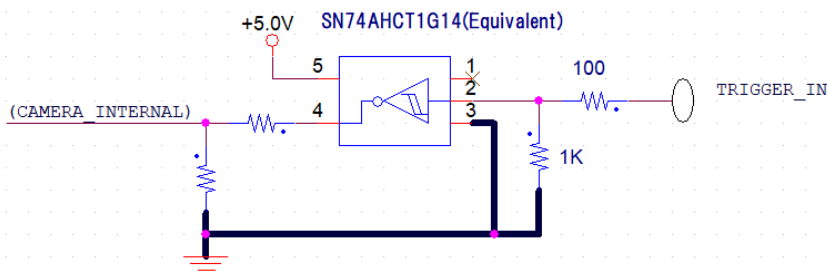 SN74AHCT1G14(Equivalent)
+5.0V
5
1
2
100
TRIGGER_IN
(CAMERA_INTERNAL)
4
3
1K